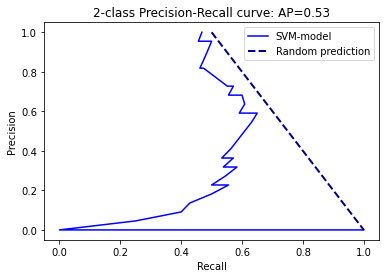 2-class Precision-Recall curve: AP=0.53
SVM-model
Random prediction
Precision
1.0
0.8
0.6
0.4
0.2
0.0
0.0 0.2 0.4 0.6 0.8 1.0
Recall